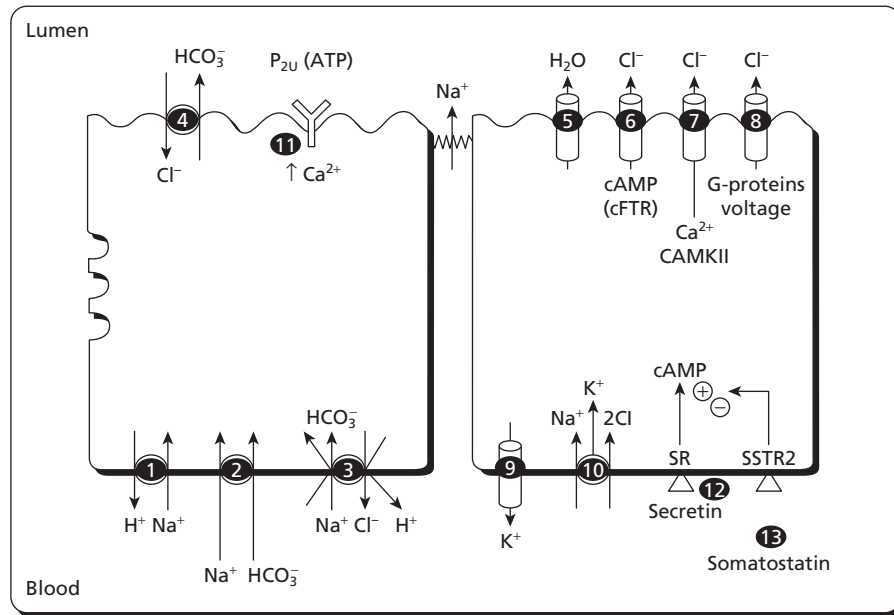 Lumen
HCO₃⁻
P₂U (ATP)
Na⁺
H₂O
Cl⁻
Cl⁻
Cl⁻
4
5
6
7
8
11
Cl⁻
↑ Ca²⁺
cAMP
(cFTR)
G-proteins
voltage
Ca²⁺
CAMKII
cAMP
+
−
HCO₃⁻
K⁺
Na⁺
2Cl
SR
SSTR2
1
2
3
9
10
12
H⁺
Na⁺
Na⁺
Cl⁻
H⁺
Secretin
K⁺
13
Na⁺
HCO₃⁻
Somatostatin
Blood